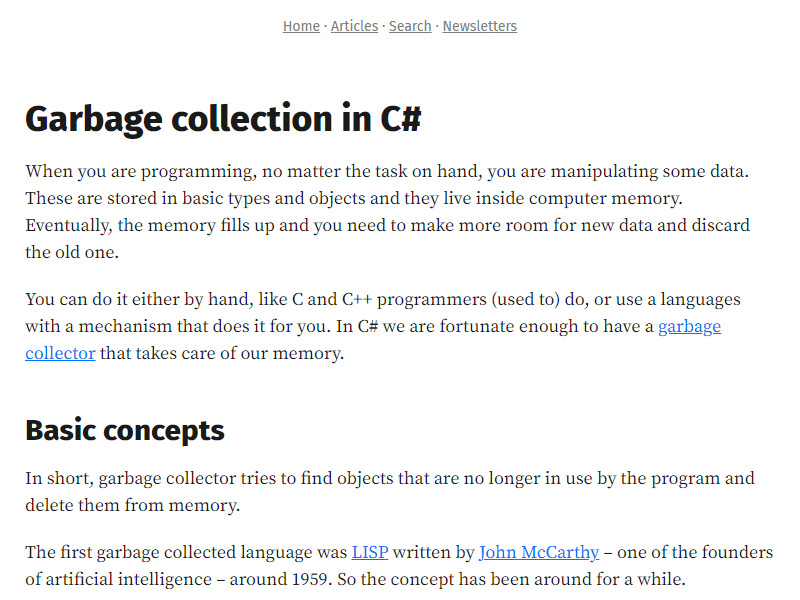 Home · Articles · Search · Newsletters
Garbage collection in C#
When you are programming, no matter the task on hand, you are manipulating some data.
These are stored in basic types and objects and they live inside computer memory.
Eventually, the memory fills up and you need to make more room for new data and discard
the old one.
You can do it either by hand, like C and C++ programmers (used to) do, or use a languages
with a mechanism that does it for you. In C# we are fortunate enough to have a garbage
collector that takes care of our memory.
Basic concepts
In short, garbage collector tries to find objects that are no longer in use by the program and
delete them from memory.
The first garbage collected language was LISP written by John McCarthy – one of the founders
of artificial intelligence – around 1959. So the concept has been around for a while.